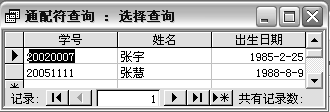 通配符查询 : 选择查询
学号 姓名 出生日期
20020007 张宇 1985-2-25
20051111 张慧 1988-8-9
记录: 1 共有记录数: